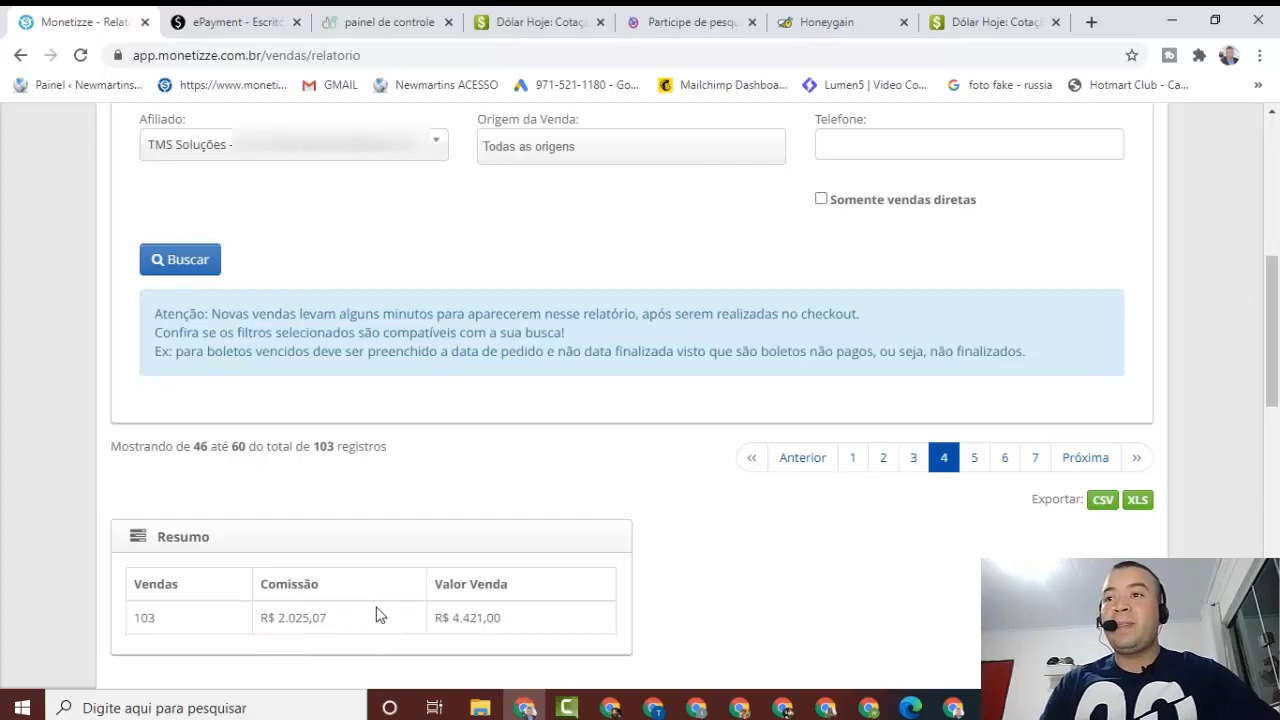 Monetizze - Relat
ePayment - Escrit
painel de controle
Dólar Hoje: Cotaç
Participe de pesqu
Honeygain
Dólar Hoje: Cotaç
app.monetizze.com.br/vendas/relatorio
Painel ‹ Newmartins...
https://www.moneti...
GMAIL
Newmartins ACESSO
971-521-1180 - Go...
Mailchimp Dashboa...
Lumen5 | Video Co...
foto fake - russia
Hotmart Club - Ca...
Afiliado:
Origem da Venda:
Telefone:
TMS Soluções -
Todas as origens
Somente vendas diretas
Buscar
Atenção: Novas vendas levam alguns minutos para aparecerem nesse relatório, após serem realizadas no checkout.
Confira se os filtros selecionados são compatíveis com a sua busca!
Ex: para boletos vencidos deve ser preenchido a data de pedido e não data finalizada visto que são boletos não pagos, ou seja, não finalizados.
Mostrando de 46 até 60 do total de 103 registros
« Anterior 1 2 3 4 5 6 7 Próxima »
Exportar: CSV XLS
Resumo
Vendas Comissão Valor Venda
103 R$ 2.025,07 R$ 4.421,00
Digite aqui para pesquisar